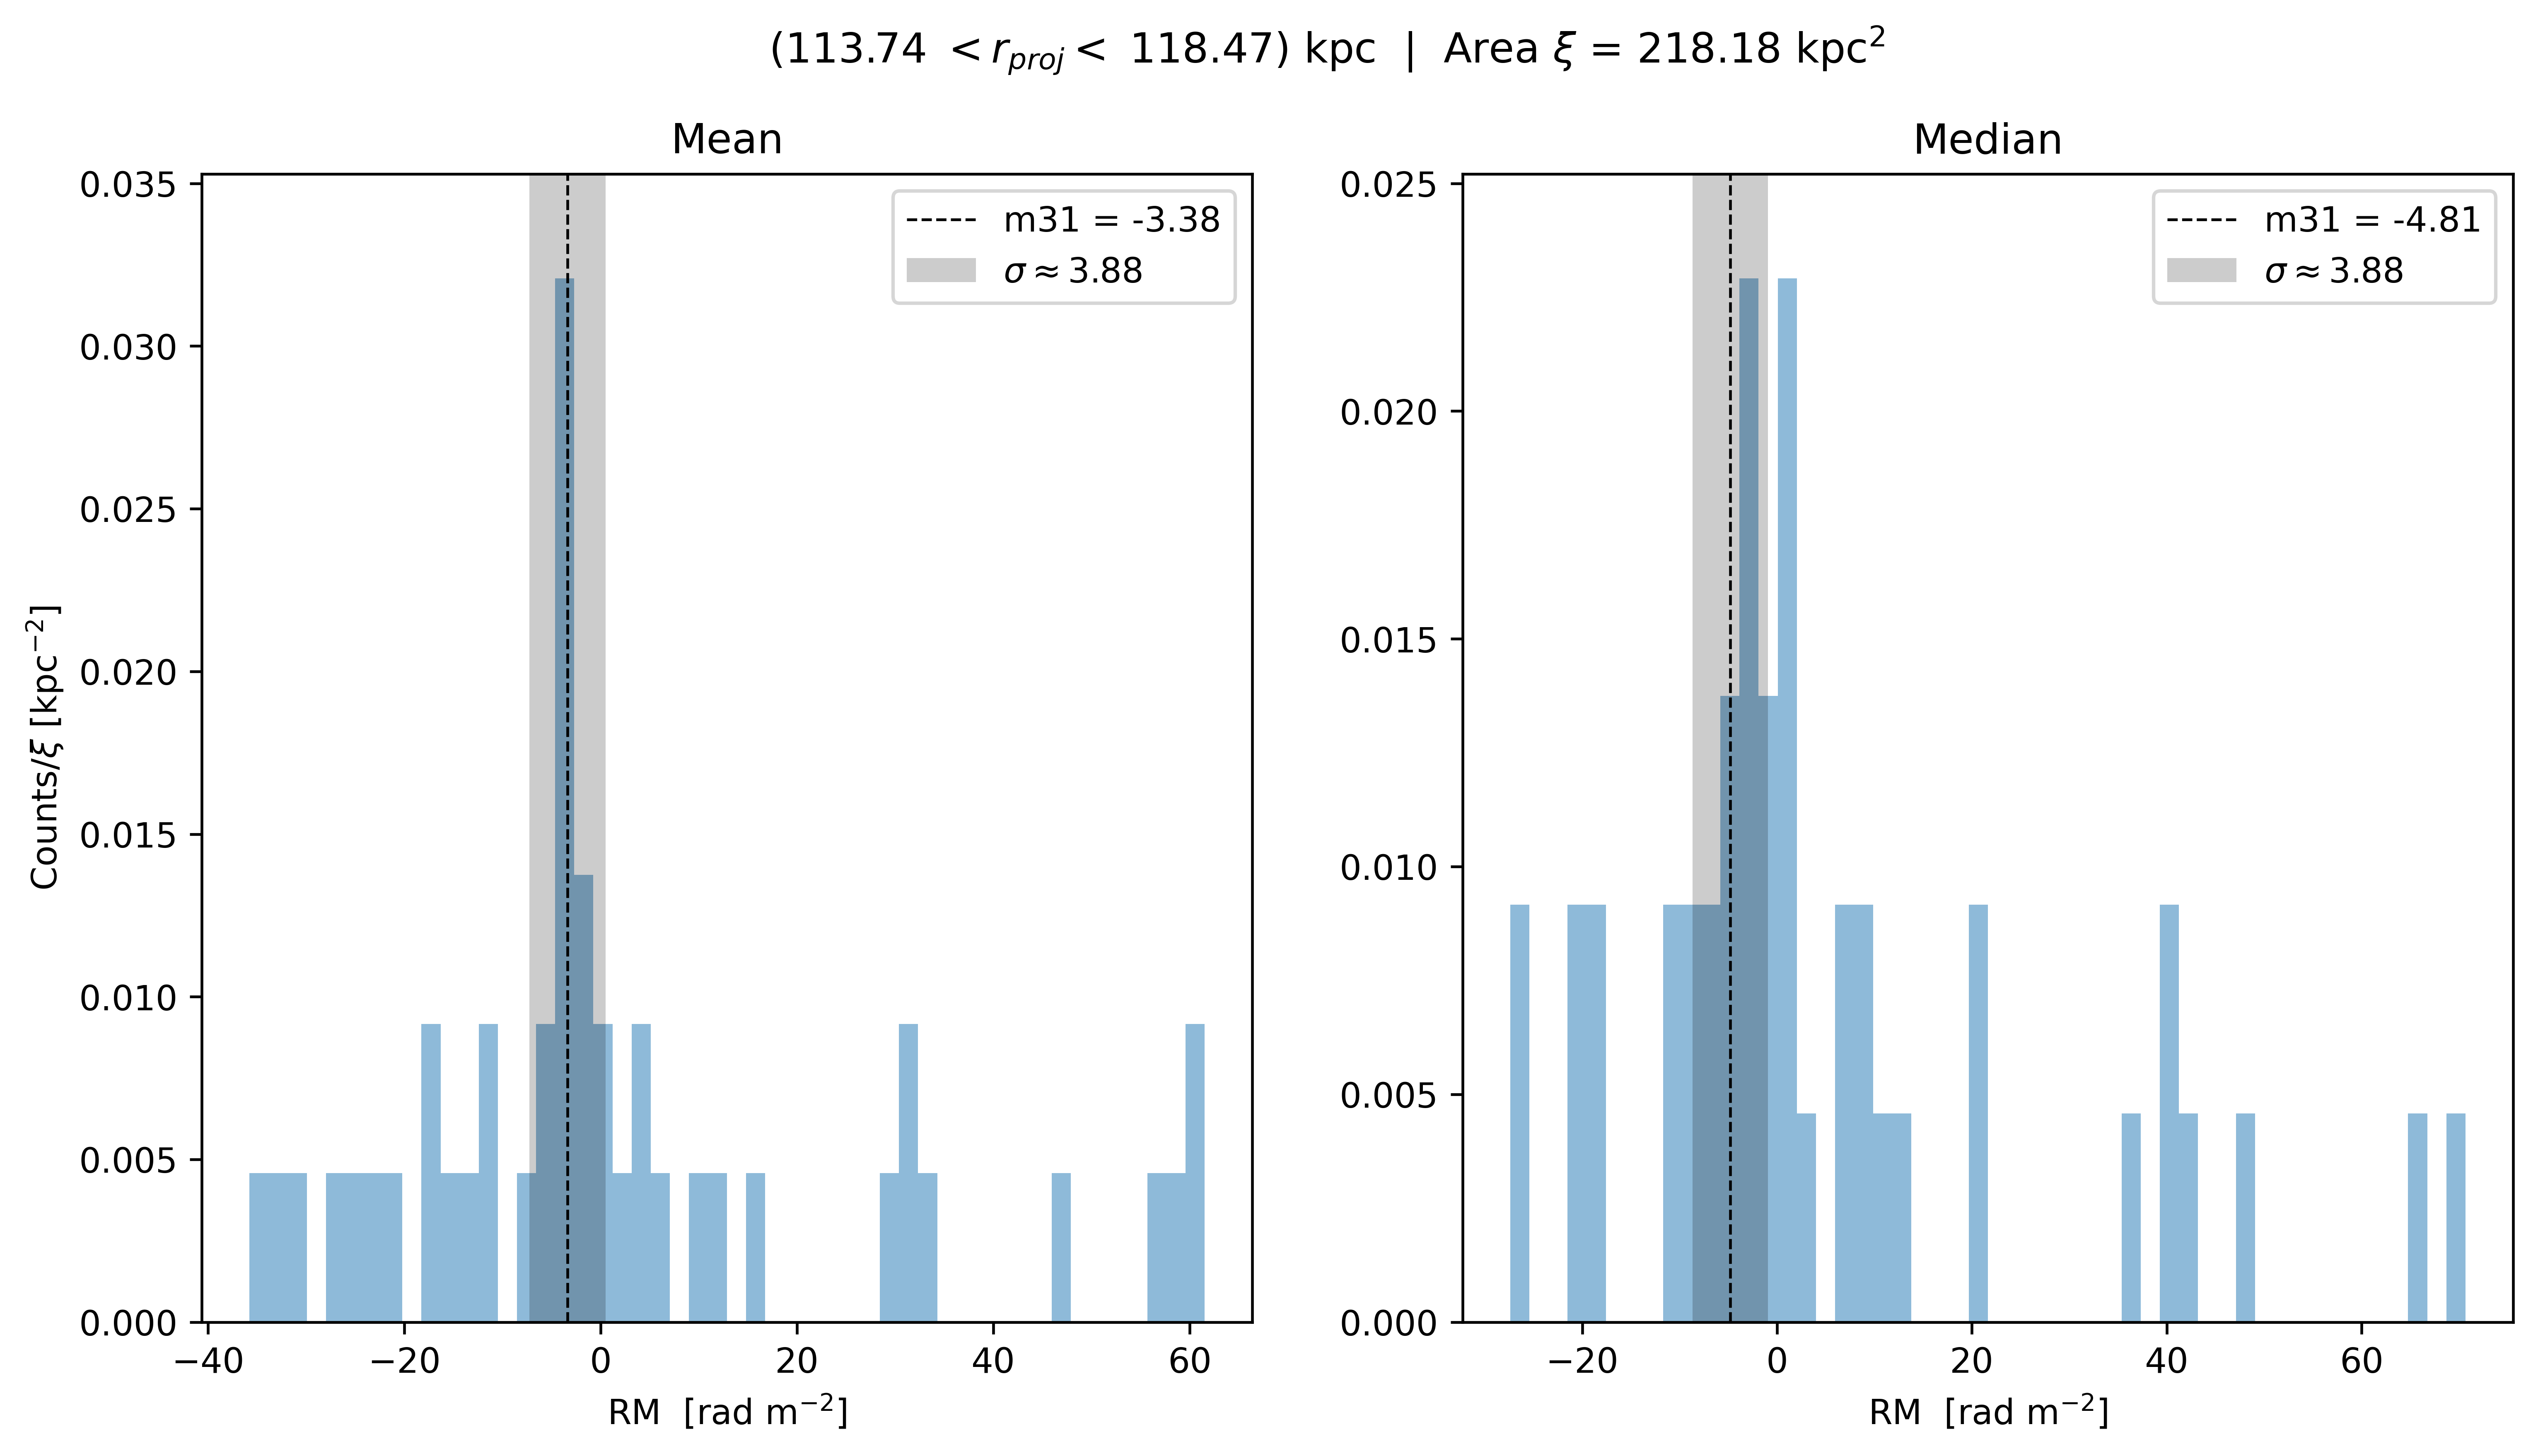 (113.74 < r_proj < 118.47) kpc | Area ξ = 218.18 kpc²
Mean
Counts/ξ [kpc⁻²]
0.035
0.030
0.025
0.020
0.015
0.010
0.005
0.000
m31 = -3.38
σ ≈ 3.88
−40 −20 0 20 40 60
RM [rad m⁻²]
Median
0.025
0.020
0.015
0.010
0.005
0.000
m31 = -4.81
σ ≈ 3.88
−20 0 20 40 60
RM [rad m⁻²]